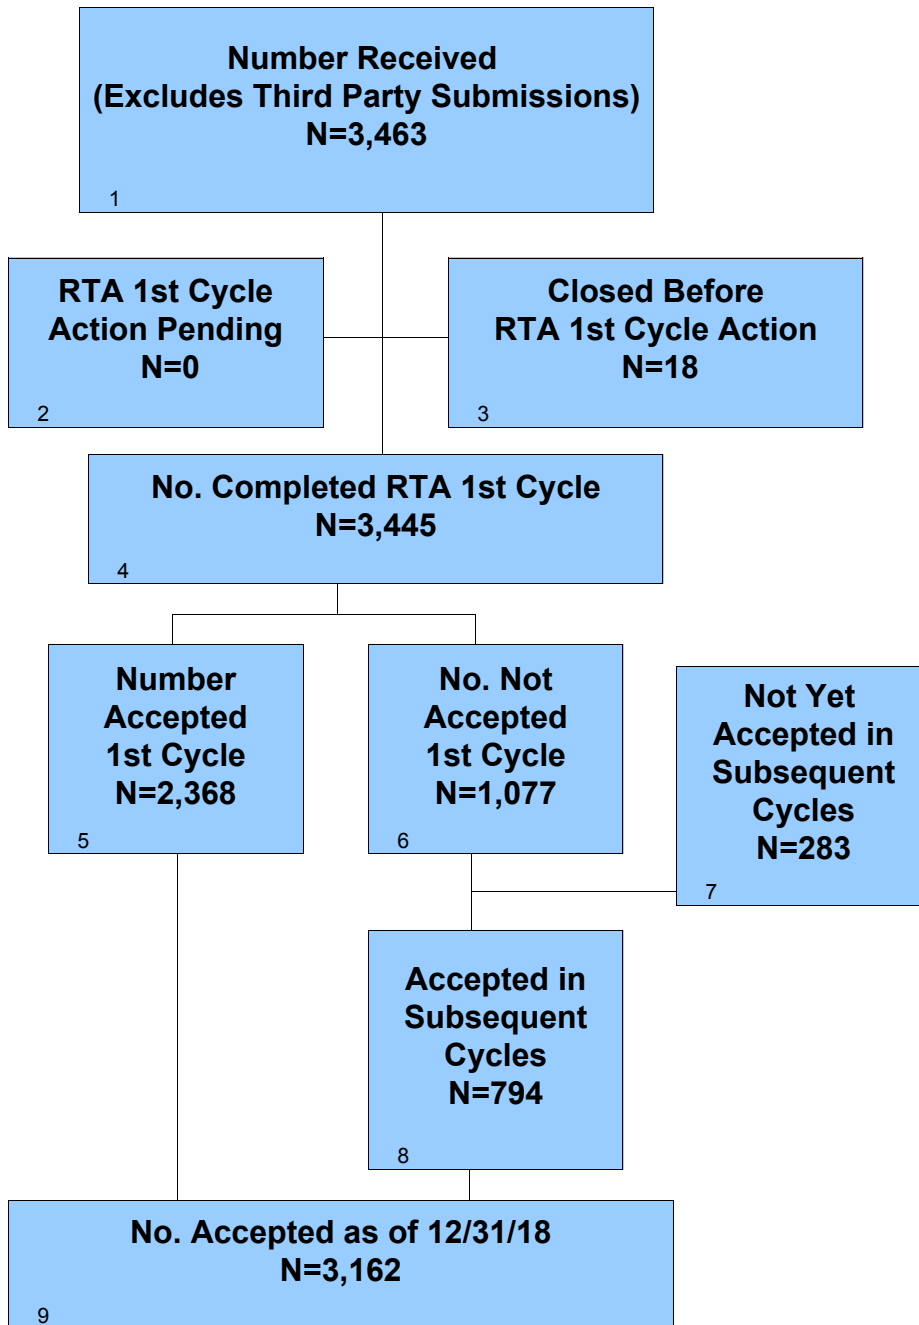 Number Received
(Excludes Third Party Submissions)
N=3,463
1
RTA 1st Cycle
Action Pending
N=0
2
Closed Before
RTA 1st Cycle Action
N=18
3
No. Completed RTA 1st Cycle
N=3,445
4
Number
Accepted
1st Cycle
N=2,368
5
No. Not
Accepted
1st Cycle
N=1,077
6
Not Yet
Accepted in
Subsequent
Cycles
N=283
7
Accepted in
Subsequent
Cycles
N=794
8
No. Accepted as of 12/31/18
N=3,162
9